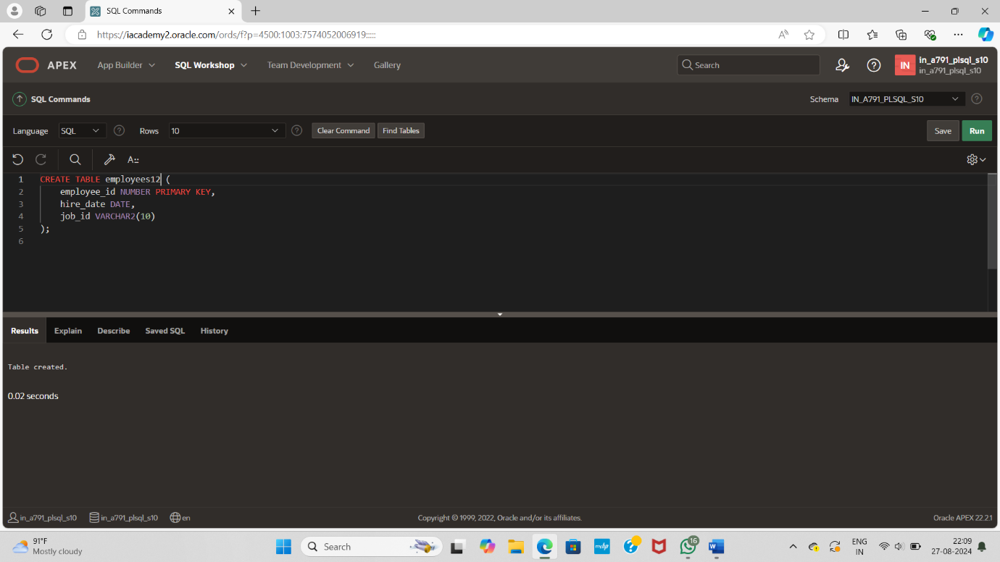 SQL Commands
https://iacademy2.oracle.com/ords/f?p=4500:1003:7574052006919:::::
APEX App Builder SQL Workshop Team Development Gallery Search IN in_a791_plsql_s10
in_a791_plsql_s10
SQL Commands Schema IN_A791_PLSQL_S10
Language SQL Rows 10 Clear Command Find Tables Save Run
1 CREATE TABLE employees12 (
2 employee_id NUMBER PRIMARY KEY,
3 hire_date DATE,
4 job_id VARCHAR2(10)
5 );
6
Results Explain Describe Saved SQL History
Table created.
0.02 seconds
in_a791_plsql_s10 in_a791_plsql_s10 en Copyright © 1999, 2022, Oracle and/or its affiliates. Oracle APEX 22.2.1
91°F
Mostly cloudy
Search
myhp
16
W
ENG
IN
22:09
27-08-2024